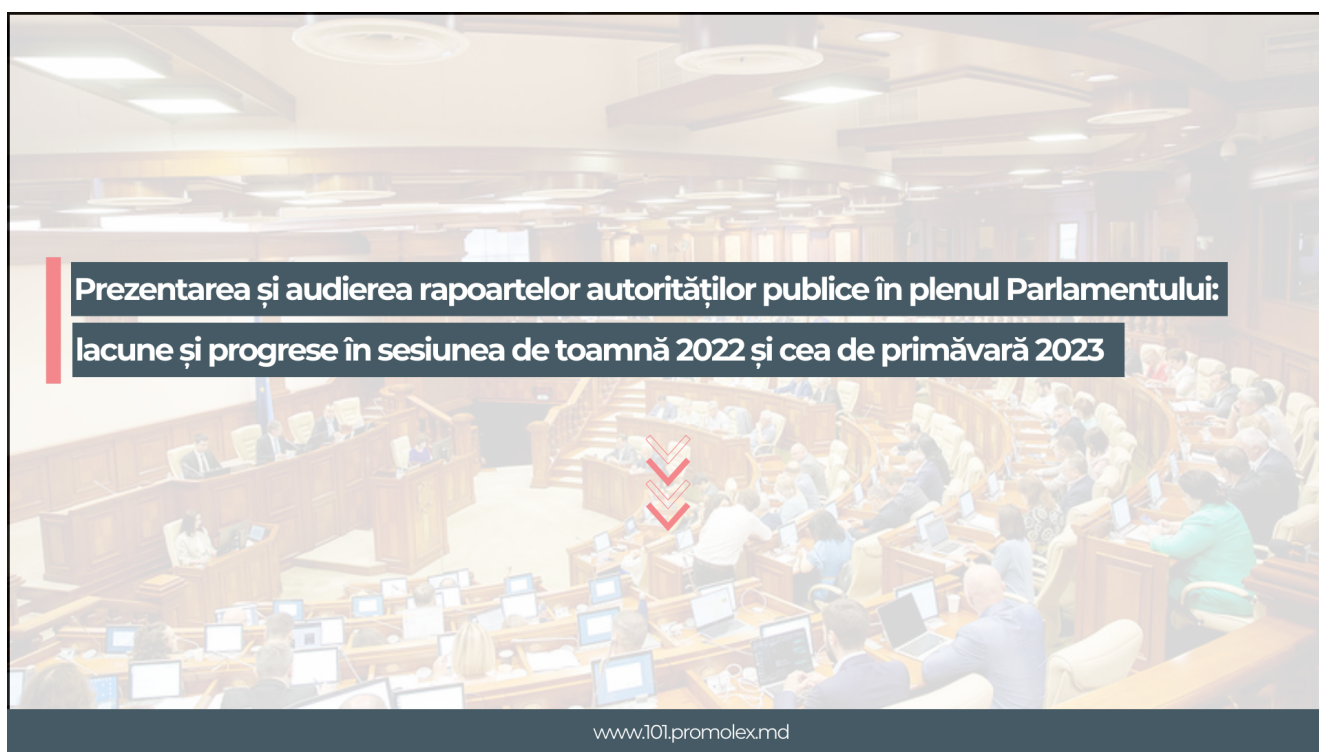 Prezentarea și audierea rapoartelor autorităților publice în plenul Parlamentului:
lacune și progrese în sesiunea de toamnă 2022 și cea de primăvară 2023
www.101.promolex.md